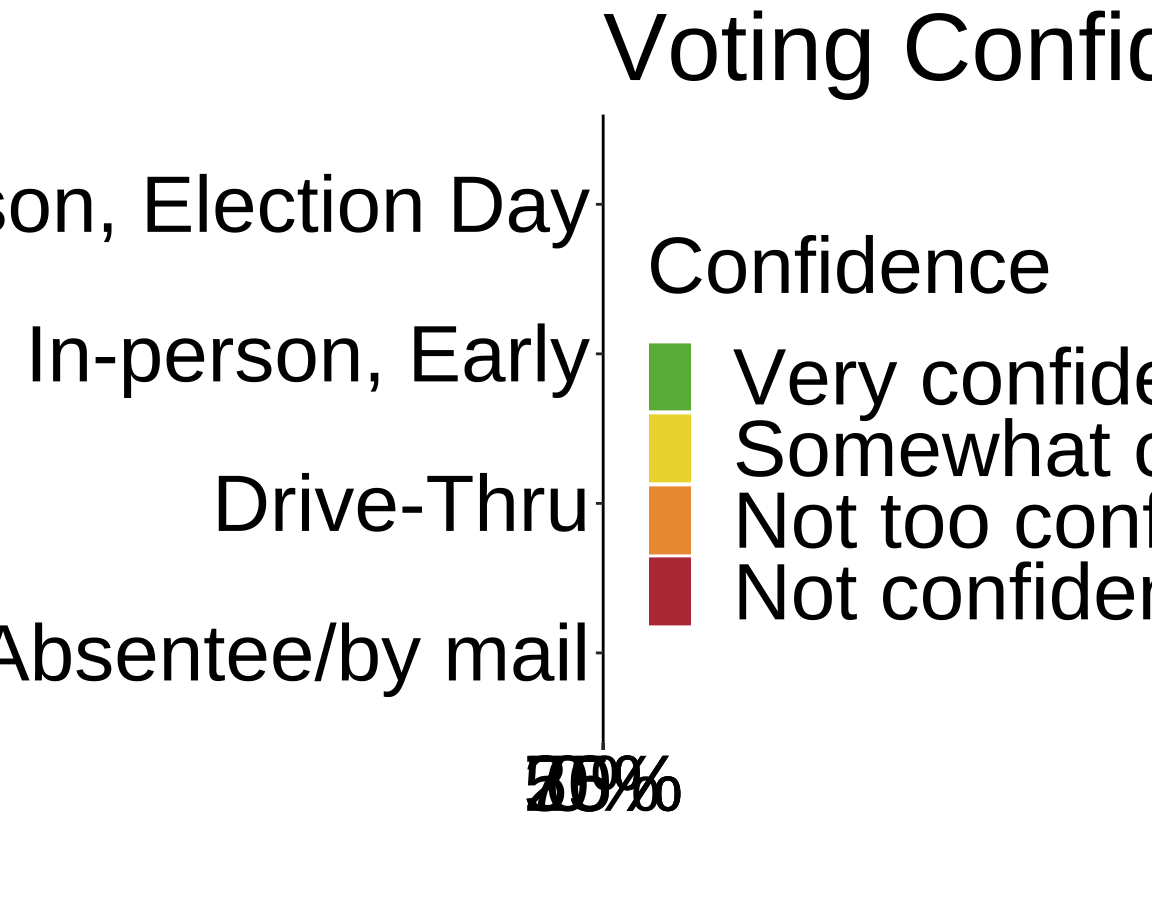 Voting Confid
son, Election Day
In-person, Early
Drive-Thru
Absentee/by mail
Confidence
Very confide
Somewhat c
Not too conf
Not confiden